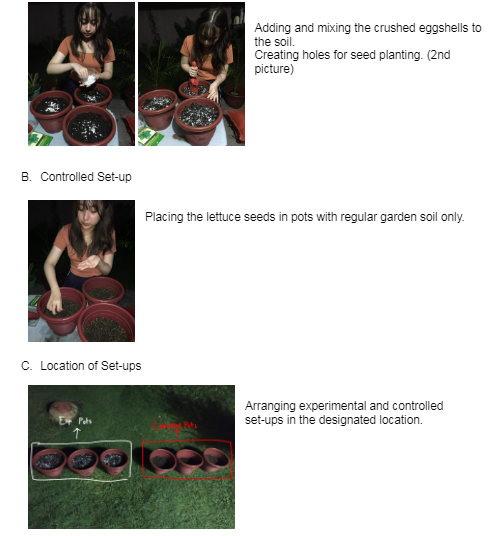 Adding and mixing the crushed eggshells to
the soil.
Creating holes for seed planting. (2nd
picture)
B. Controlled Set-up
Placing the lettuce seeds in pots with regular garden soil only.
C. Location of Set-ups
Arranging experimental and controlled
set-ups in the designated location.
Exp Pots
Pots